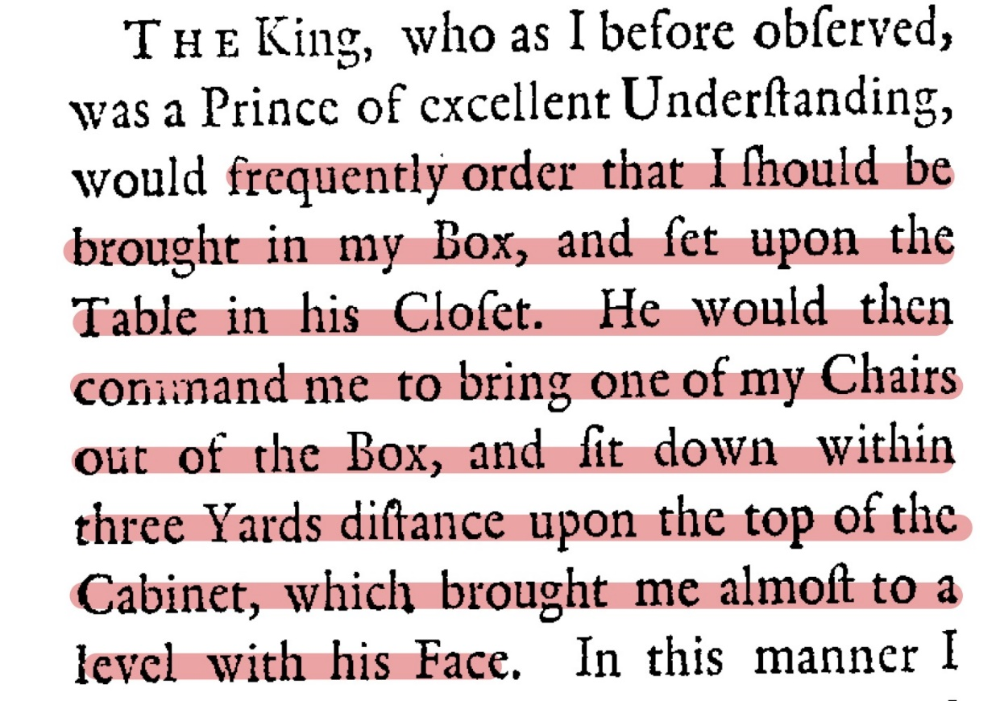 THE King, who as I before obſerved,
was a Prince of excellent Underſtanding,
would frequently order that I ſhould be
brought in my Box, and ſet upon the
Table in his Cloſet. He would then
command me to bring one of my Chairs
out of the Box, and ſit down within
three Yards diſtance upon the top of the
Cabinet, which brought me almoſt to a
level with his Face. In this manner I